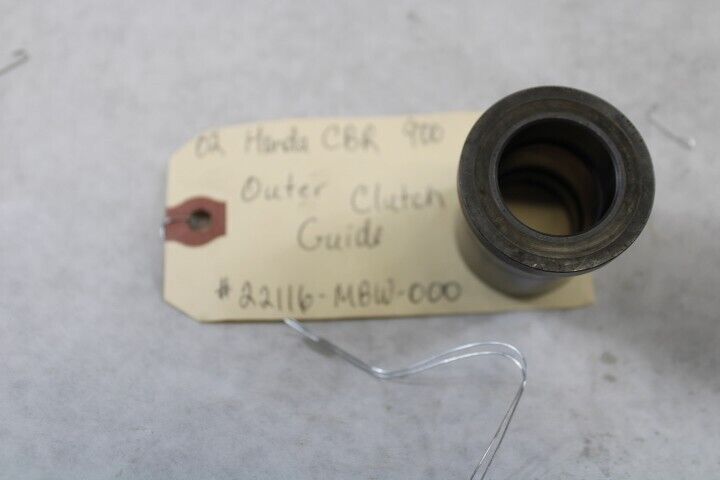 02 Honda CBR 900
Outer Clutch
Guide
#22116-MBW-000